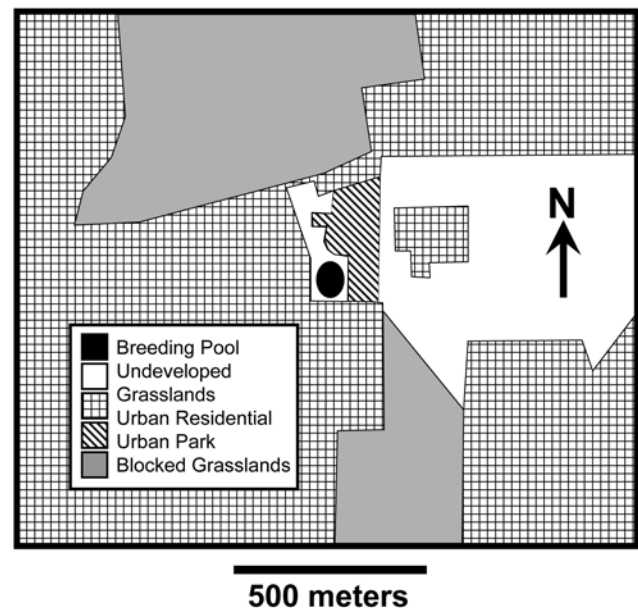 N
Breeding Pool
Undeveloped
Grasslands
Urban Residential
Urban Park
Blocked Grasslands
500 meters